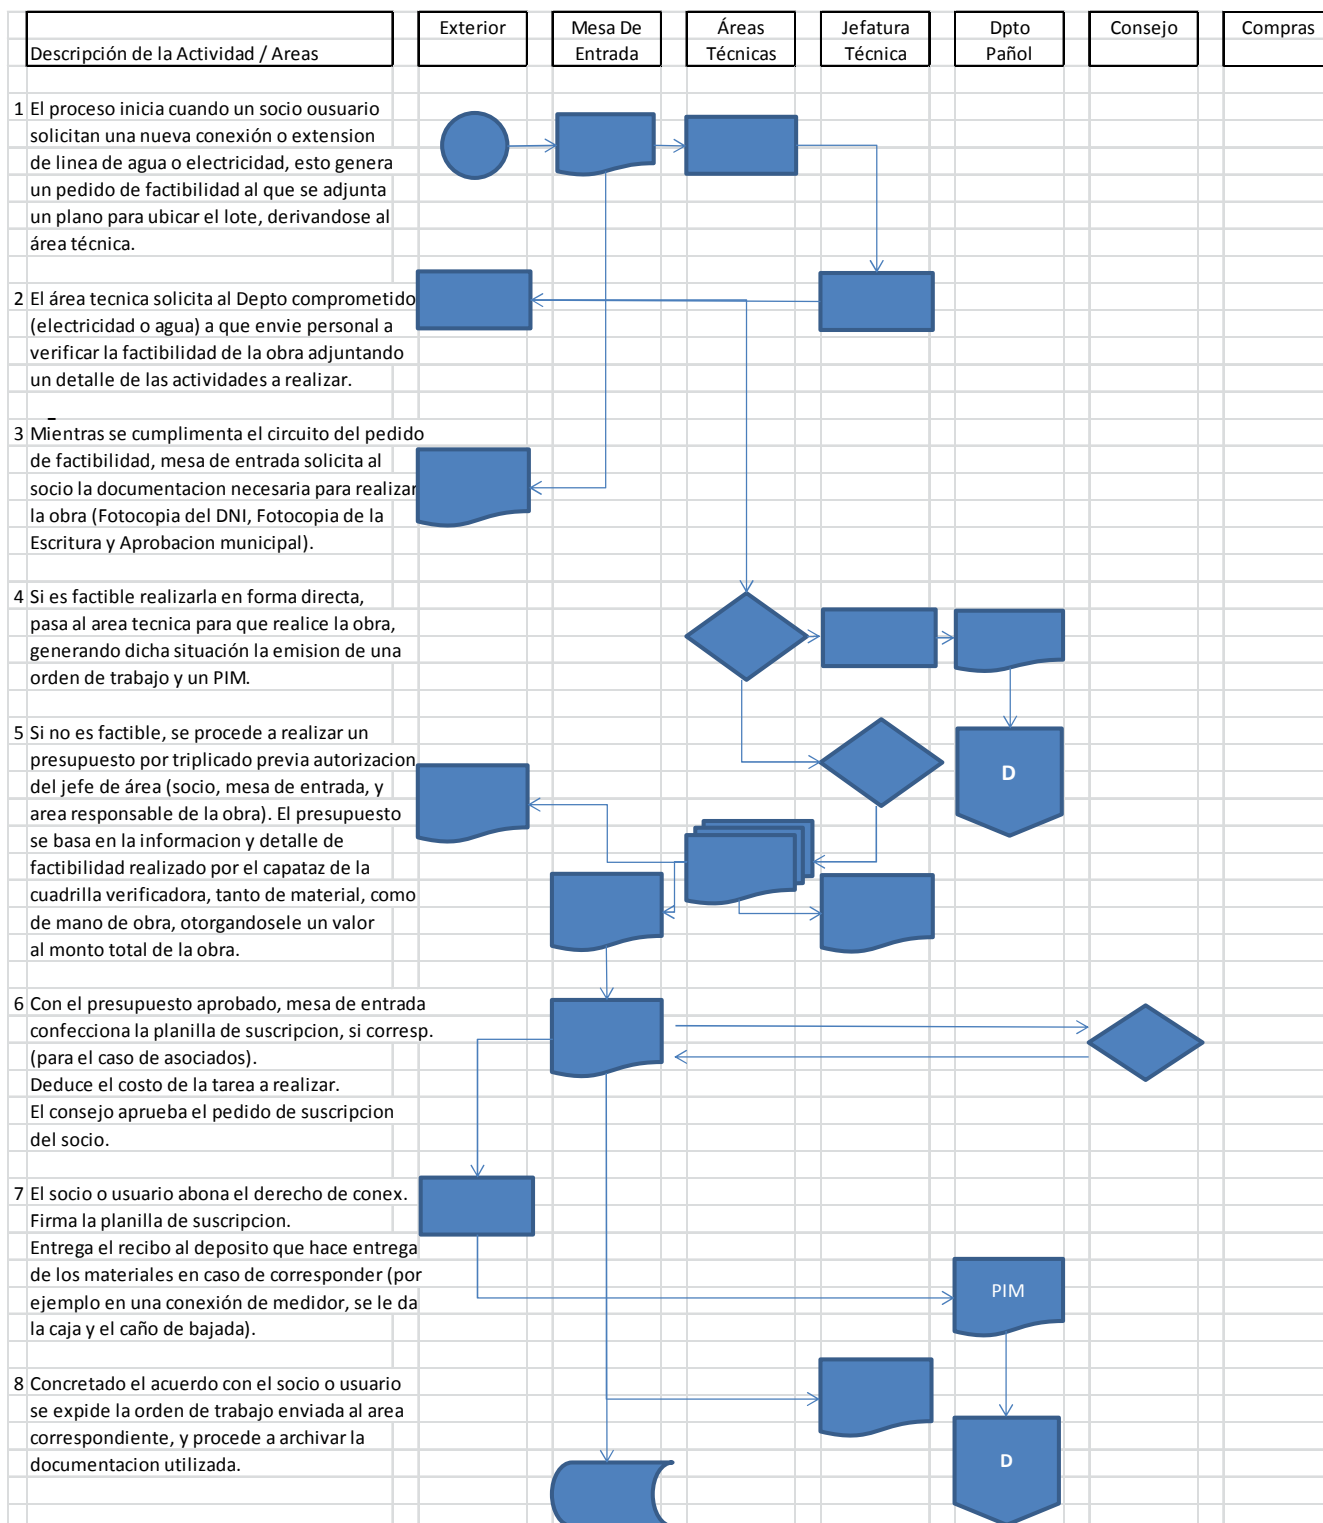 Descripción de la Actividad / Areas
Exterior
Mesa De
Entrada
Áreas
Técnicas
Jefatura
Técnica
Dpto
Pañol
Consejo
Compras
1 El proceso inicia cuando un socio ousuario
solicitan una nueva conexión o extension
de linea de agua o electricidad, esto genera
un pedido de factibilidad al que se adjunta
un plano para ubicar el lote, derivandose al
área técnica.
2 El área tecnica solicita al Depto comprometido
(electricidad o agua) a que envie personal a
verificar la factibilidad de la obra adjuntando
un detalle de las actividades a realizar.
3 Mientras se cumplimenta el circuito del pedido
de factibilidad, mesa de entrada solicita al
socio la documentacion necesaria para realizar
la obra (Fotocopia del DNI, Fotocopia de la
Escritura y Aprobacion municipal).
4 Si es factible realizarla en forma directa,
pasa al area tecnica para que realice la obra,
generando dicha situación la emision de una
orden de trabajo y un PIM.
5 Si no es factible, se procede a realizar un
presupuesto por triplicado previa autorizacion
del jefe de área (socio, mesa de entrada, y
area responsable de la obra). El presupuesto
se basa en la informacion y detalle de
factibilidad realizado por el capataz de la
cuadrilla verificadora, tanto de material, como
de mano de obra, otorgandosele un valor
al monto total de la obra.
D
6 Con el presupuesto aprobado, mesa de entrada
confecciona la planilla de suscripcion, si corresp.
(para el caso de asociados).
Deduce el costo de la tarea a realizar.
El consejo aprueba el pedido de suscripcion
del socio.
7 El socio o usuario abona el derecho de conex.
Firma la planilla de suscripcion.
Entrega el recibo al deposito que hace entrega
de los materiales en caso de corresponder (por
ejemplo en una conexión de medidor, se le da
la caja y el caño de bajada).
PIM
8 Concretado el acuerdo con el socio o usuario
se expide la orden de trabajo enviada al area
correspondiente, y procede a archivar la
documentacion utilizada.
D